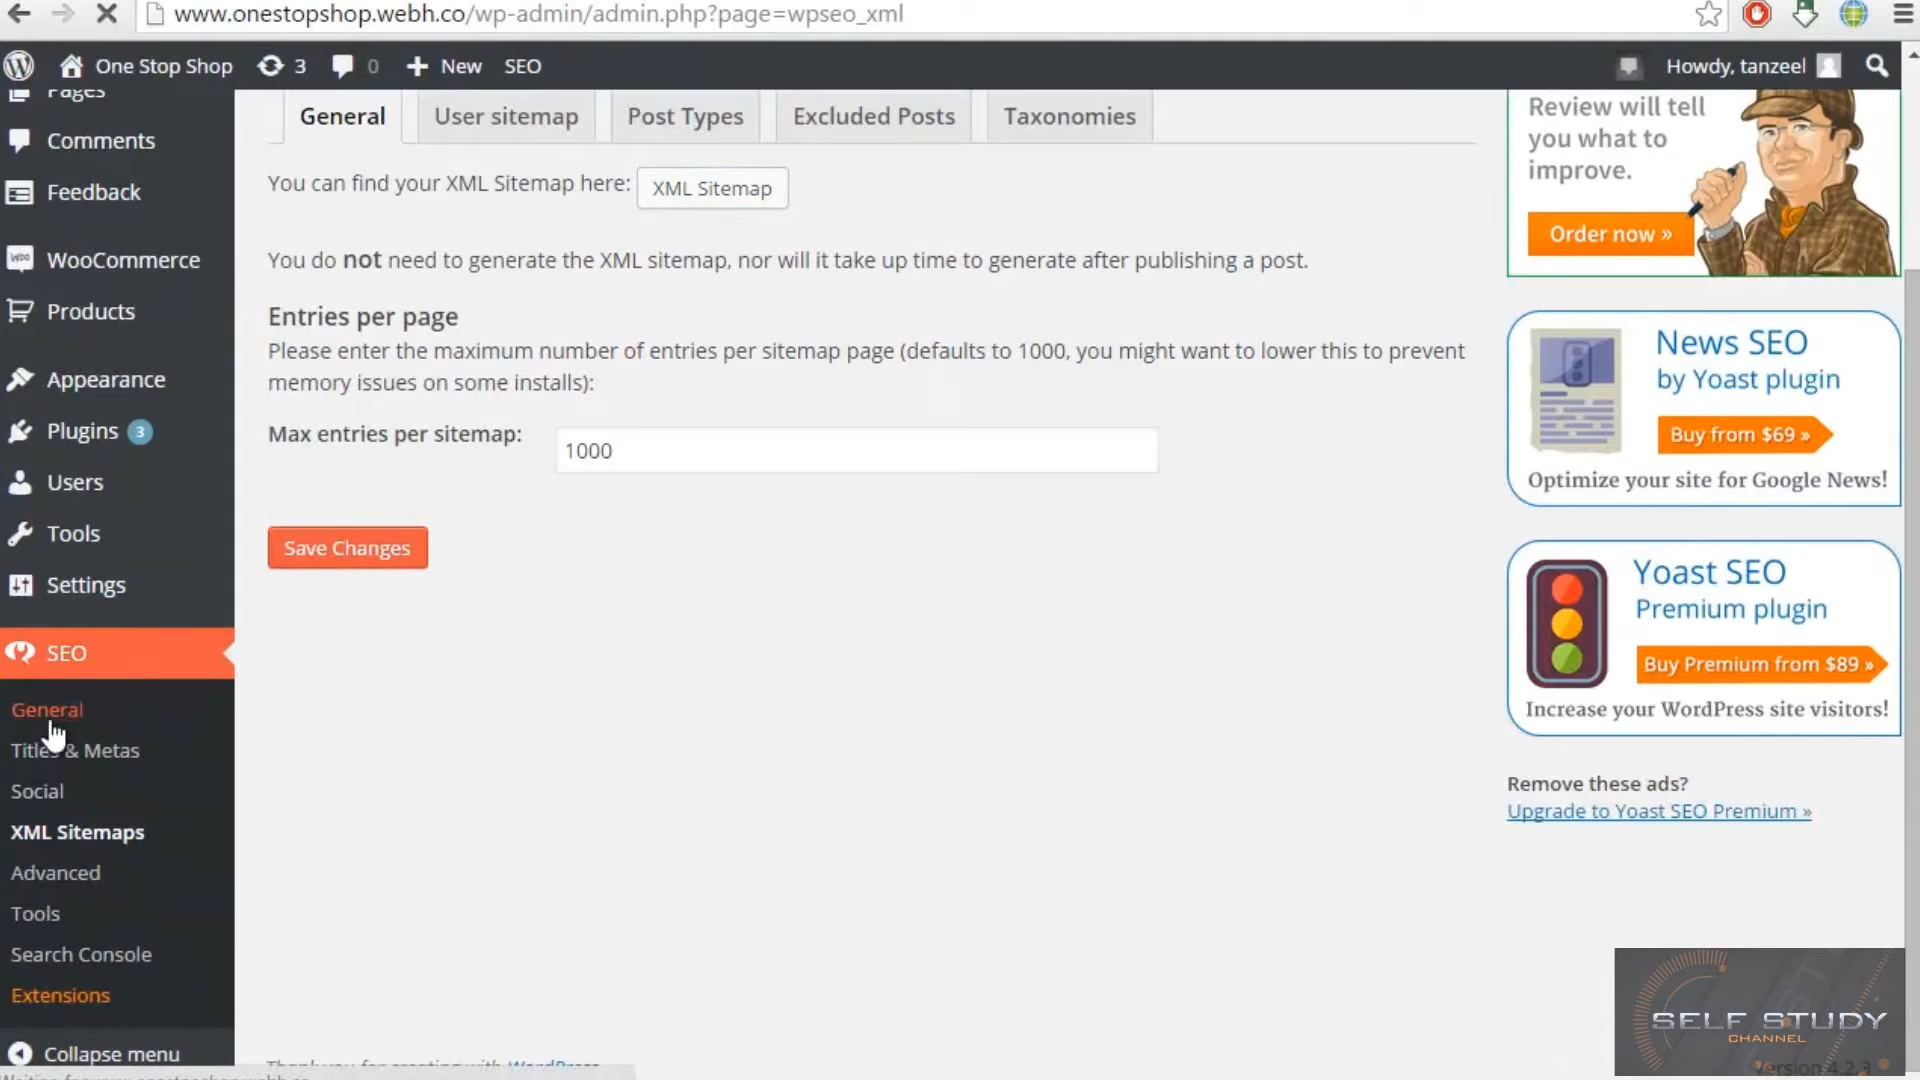 www.onestopshop.webh.co/wp-admin/admin.php?page=wpseo_xml
One Stop Shop 3 0 New SEO Howdy, tanzeel
Pages
Comments
Feedback
WooCommerce
Products
Appearance
Plugins 3
Users
Tools
Settings
SEO
General
Titles & Metas
Social
XML Sitemaps
Advanced
Tools
Search Console
Extensions
Collapse menu
General User sitemap Post Types Excluded Posts Taxonomies
You can find your XML Sitemap here: XML Sitemap
You do not need to generate the XML sitemap, nor will it take up time to generate after publishing a post.
Entries per page
Please enter the maximum number of entries per sitemap page (defaults to 1000, you might want to lower this to prevent
memory issues on some installs):
Max entries per sitemap: 1000
Save Changes
Review will tell
you what to
improve.
Order now »
News SEO
by Yoast plugin
Buy from $69 »
Optimize your site for Google News!
Yoast SEO
Premium plugin
Buy Premium from $89 »
Increase your WordPress site visitors!
Remove these ads?
Upgrade to Yoast SEO Premium »
SELF STUDY
CHANNEL
Version 4.2.3